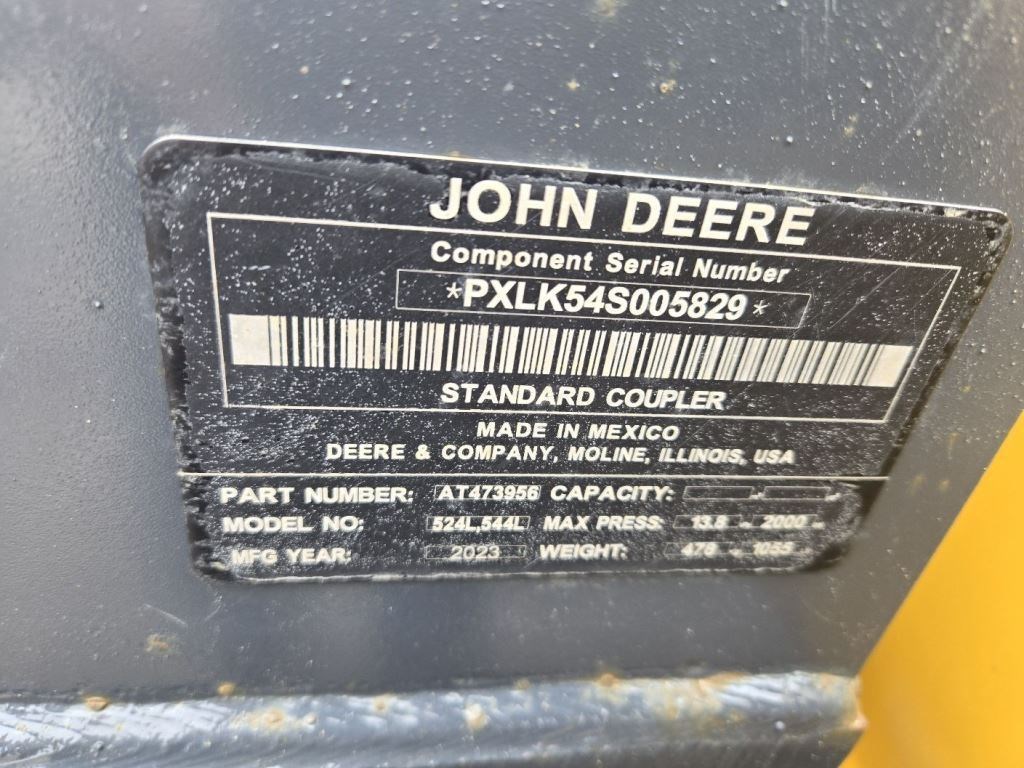 JOHN DEERE
Component Serial Number
*PXLK54S005829*
STANDARD COUPLER
MADE IN MEXICO
DEERE & COMPANY, MOLINE, ILLINOIS, USA
PART NUMBER: AT473956 CAPACITY:
MODEL NO: 524L,544L MAX PRESS: 13.8 2000
MFG YEAR: 2023 WEIGHT: 478